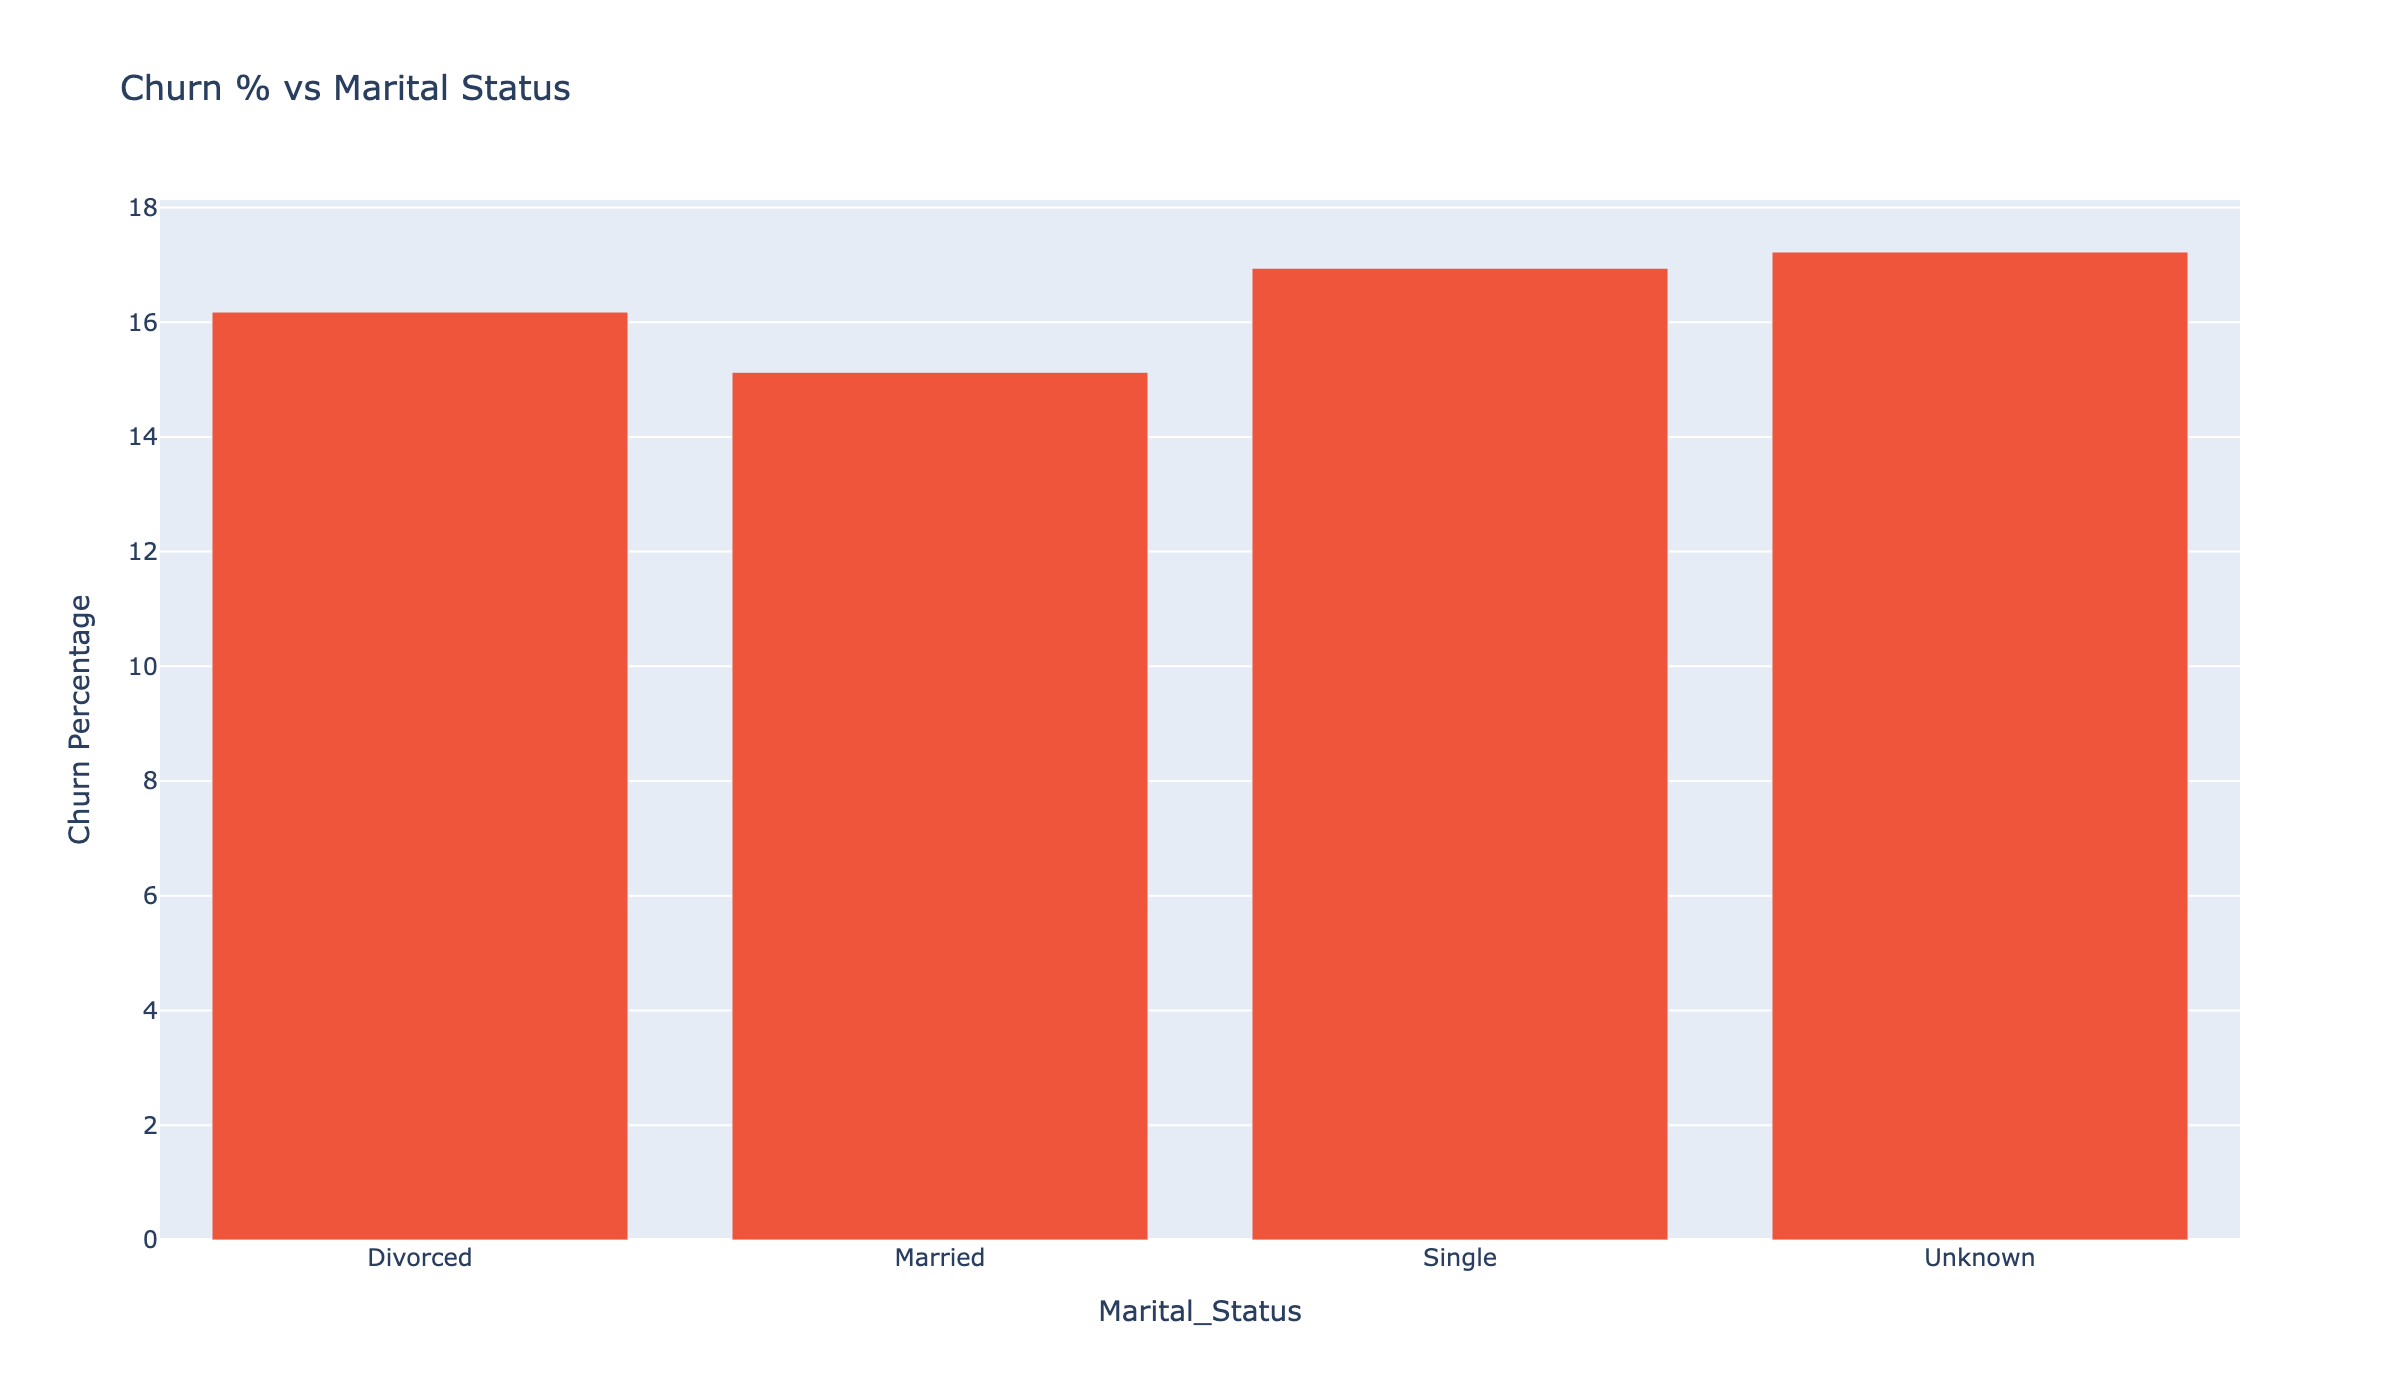 Churn % vs Marital Status
18
16
14
12
10
8
6
4
2
0
Churn Percentage
Divorced
Married
Single
Unknown
Marital_Status